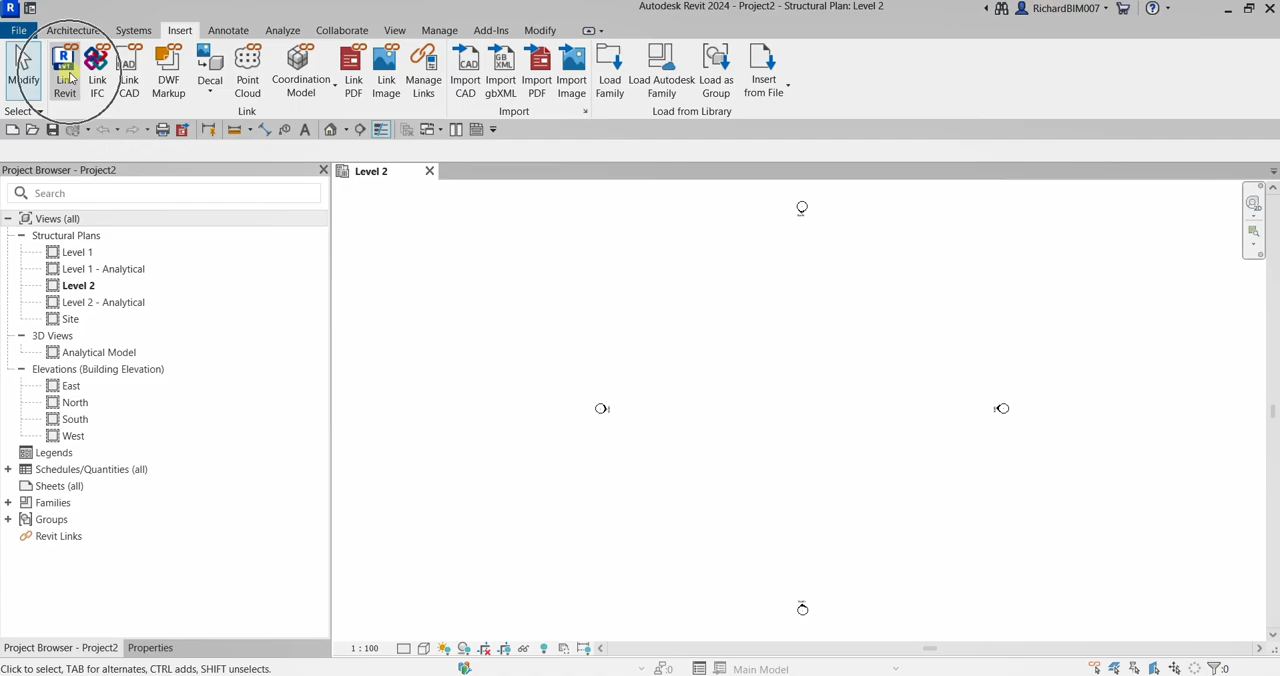 Autodesk Revit 2024 - Project2 - Structural Plan: Level 2
RichardBIM007
File Architecture Systems Insert Annotate Analyze Collaborate View Manage Add-Ins Modify
Modify
Link Revit
Link IFC
Link CAD
DWF Markup
Decal
Point Cloud
Coordination Model
Link PDF
Link Image
Manage Links
Import CAD
Import gbXML
Import PDF
Import Image
Load Family
Load Autodesk Family
Load as Group
Insert from File
Select Link Import Load from Library
Project Browser - Project2
Level 2
Search
Views (all)
Structural Plans
Level 1
Level 1 - Analytical
Level 2
Level 2 - Analytical
Site
3D Views
Analytical Model
Elevations (Building Elevation)
East
North
South
West
Legends
Schedules/Quantities (all)
Sheets (all)
Families
Groups
Revit Links
Project Browser - Project2 Properties
1 : 100
Click to select, TAB for alternates, CTRL adds, SHIFT unselects.
:0
Main Model
:0